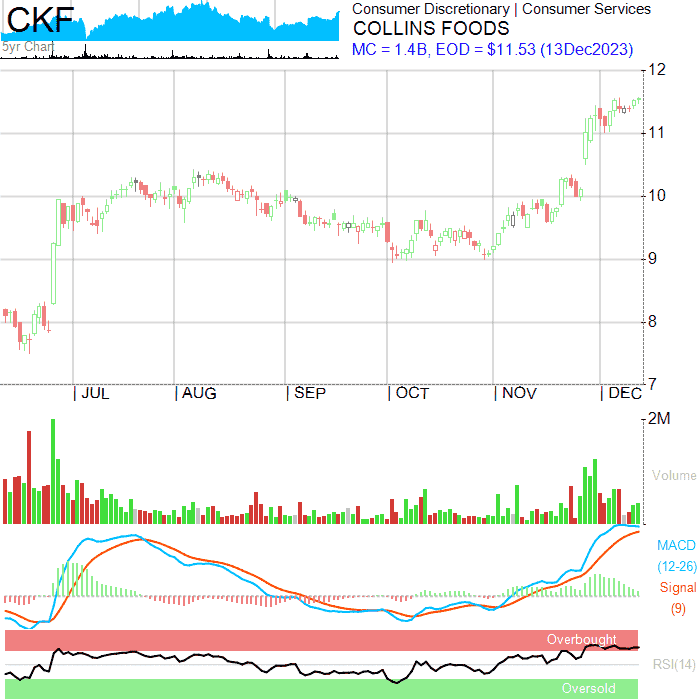 CKF
5yr Chart
Consumer Discretionary | Consumer Services
COLLINS FOODS
MC = 1.4B, EOD = $11.53 (13Dec2023)
12
11
10
9
8
7
| JUL | AUG | SEP | OCT | NOV | DEC
2M
Volume
MACD
(12-26)
Signal
(9)
Overbought
RSI(14)
Oversold